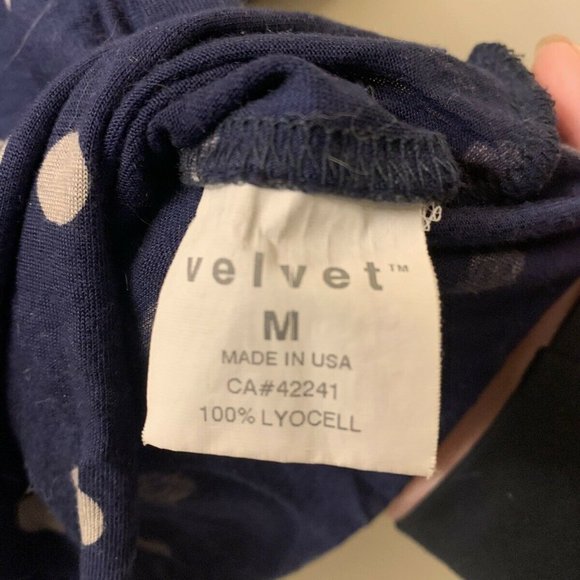 velvet™
M
MADE IN USA
CA#42241
100% LYOCELL